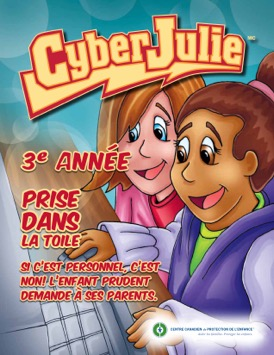 CyberJulie MC
3e ANNÉE
PRISE
DANS
LA TOILE
SI C'EST PERSONNEL, C'EST
NON! L'ENFANT PRUDENT
DEMANDE À SES PARENTS.
CENTRE CANADIEN de PROTECTION DE L'ENFANCE